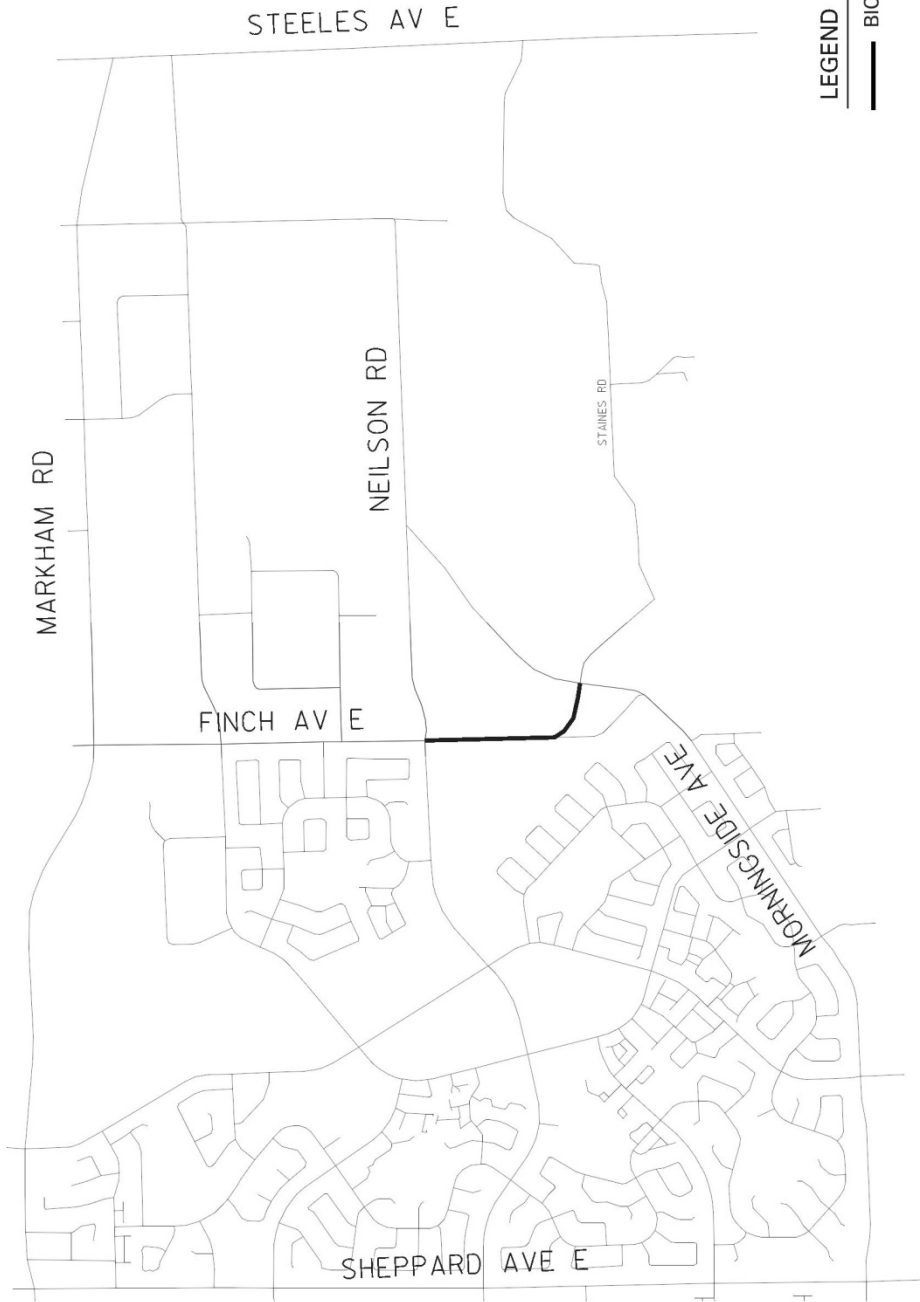 STEELES AV E
LEGEND
MARKHAM RD
NEILSON RD
STAINES RD
FINCH AV E
MORNINGSIDE AVE
SHEPPARD AVE E